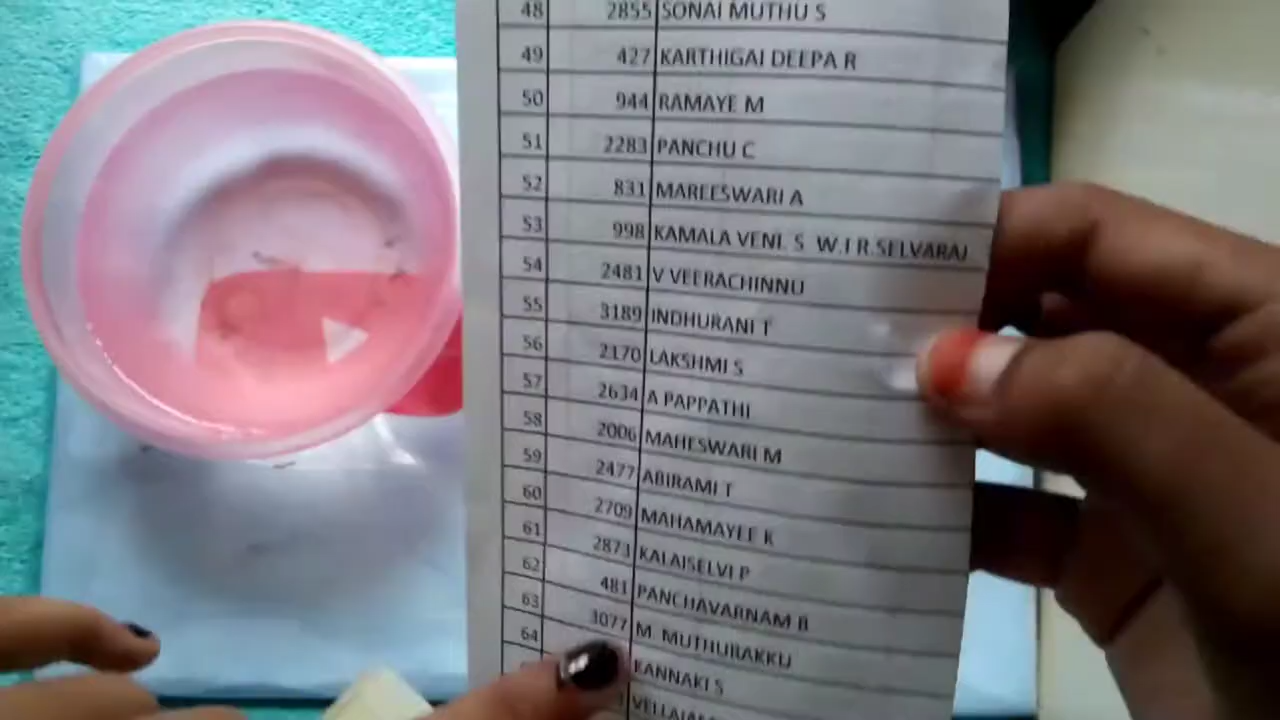 48 2855 SONAI MUTHU S
49 427 KARTHIGAI DEEPA R
50 944 RAMAYE M
51 2283 PANCHU C
52 831 MAREESWARI A
53 998 KAMALA VENI. S W.I R.SELVARAJ
54 2481 V VEERACHINNU
55 3189 INDHURANI T
56 2170 LAKSHMI S
57 2634 A PAPPATHI
58 2006 MAHESWARI M
59 2477 ABIRAMI T
60 2709 MAHAMAYEE K
61 2873 KALAISELVI P
62 481 PANCHAVARNAM B
63 3077 M. MUTHURAKKU
64 KANNAKI S